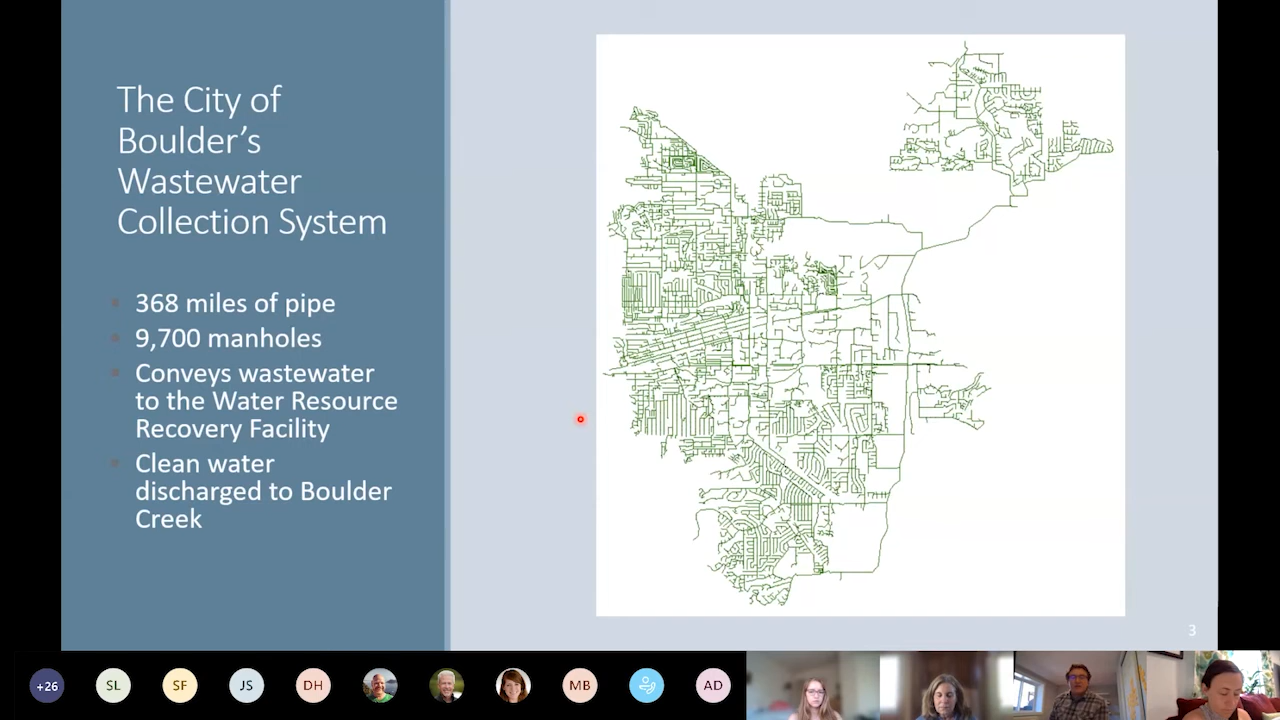 The City of
Boulder’s
Wastewater
Collection System
368 miles of pipe
9,700 manholes
Conveys wastewater
to the Water Resource
Recovery Facility
Clean water
discharged to Boulder
Creek
3
+26
SL
SF
JS
DH
MB
AD